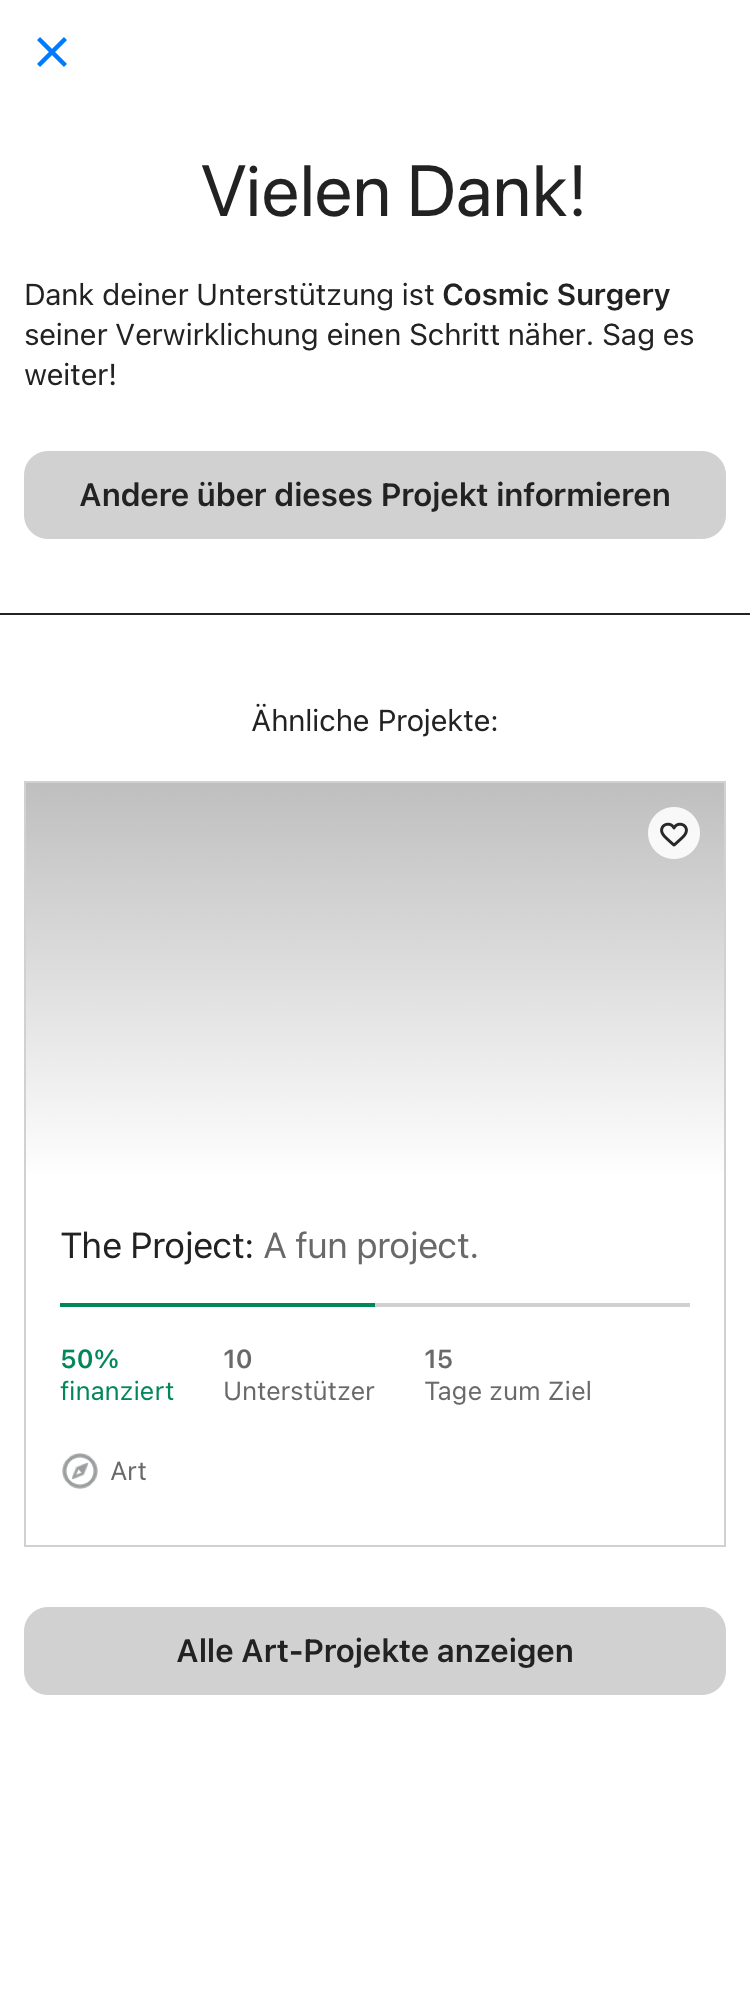 Vielen Dank!
Dank deiner Unterstützung ist Cosmic Surgery
seiner Verwirklichung einen Schritt näher. Sag es
weiter!
Andere über dieses Projekt informieren
Ähnliche Projekte:
The Project: A fun project.
50% 10 15
finanziert Unterstützer Tage zum Ziel
Art
Alle Art-Projekte anzeigen